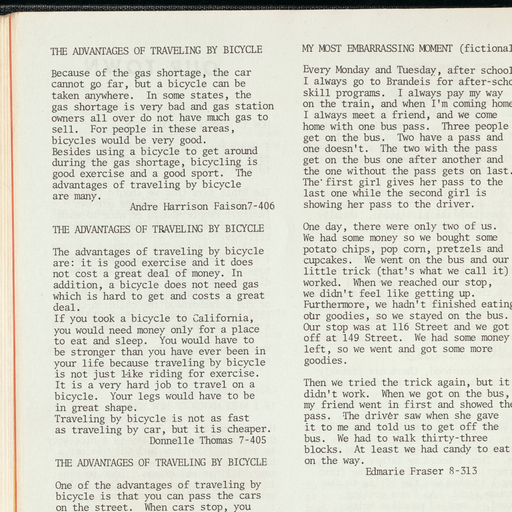 THE ADVANTAGES OF TRAVELING BY BICYCLE
Because of the gas shortage, the car
cannot go far, but a bicycle can be
taken anywhere. In some states, the
gas shortage is very bad and gas station
owners all over do not have much gas to
sell. For people in these areas,
bicycles would be very good.
Besides using a bicycle to get around
during the gas shortage, bicycling is
good exercise and a good sport. The
advantages of traveling by bicycle
are many.
Andre Harrison Faison7-406
THE ADVANTAGES OF TRAVELING BY BICYCLE
The advantages of traveling by bicycle
are: it is good exercise and it does
not cost a great deal of money. In
addition, a bicycle does not need gas
which is hard to get and costs a great
deal.
If you took a bicycle to California,
you would need money only for a place
to eat and sleep. You would have to
be stronger than you have ever been in
your life because traveling by bicycle
is not just like riding for exercise.
It is a very hard job to travel on a
bicycle. Your legs would have to be
in great shape.
Traveling by bicycle is not as fast
as traveling by car, but it is cheaper.
Donnelle Thomas 7-405
THE ADVANTAGES OF TRAVELING BY BICYCLE
One of the advantages of traveling by
bicycle is that you can pass the cars
on the street. When cars stop, you
MY MOST EMBARRASSING MOMENT (fictional
Every Monday and Tuesday, after school
I always go to Brandeis for after-scho
skill programs. I always pay my way
on the train, and when I'm coming home
I always meet a friend, and we come
home with one bus pass. Three people
get on the bus. Two have a pass and
one doesn't. The two with the pass
get on the bus one after another and
the one without the pass gets on last.
The first girl gives her pass to the
last one while the second girl is
showing her pass to the driver.
One day, there were only two of us.
We had some money so we bought some
potato chips, pop corn, pretzels and
cupcakes. We went on the bus and our
little trick (that's what we call it)
worked. When we reached our stop,
we didn't feel like getting up.
Furthermore, we hadn't finished eating
our goodies, so we stayed on the bus.
Our stop was at 116 Street and we got
off at 149 Street. We had some money
left, so we went and got some more
goodies.
Then we tried the trick again, but it
didn't work. When we got on the bus,
my friend went in first and showed the
pass. The driver saw when she gave
it to me and told us to get off the
bus. We had to walk thirty-three
blocks. At least we had candy to eat
on the way.
Edmarie Fraser 8-313